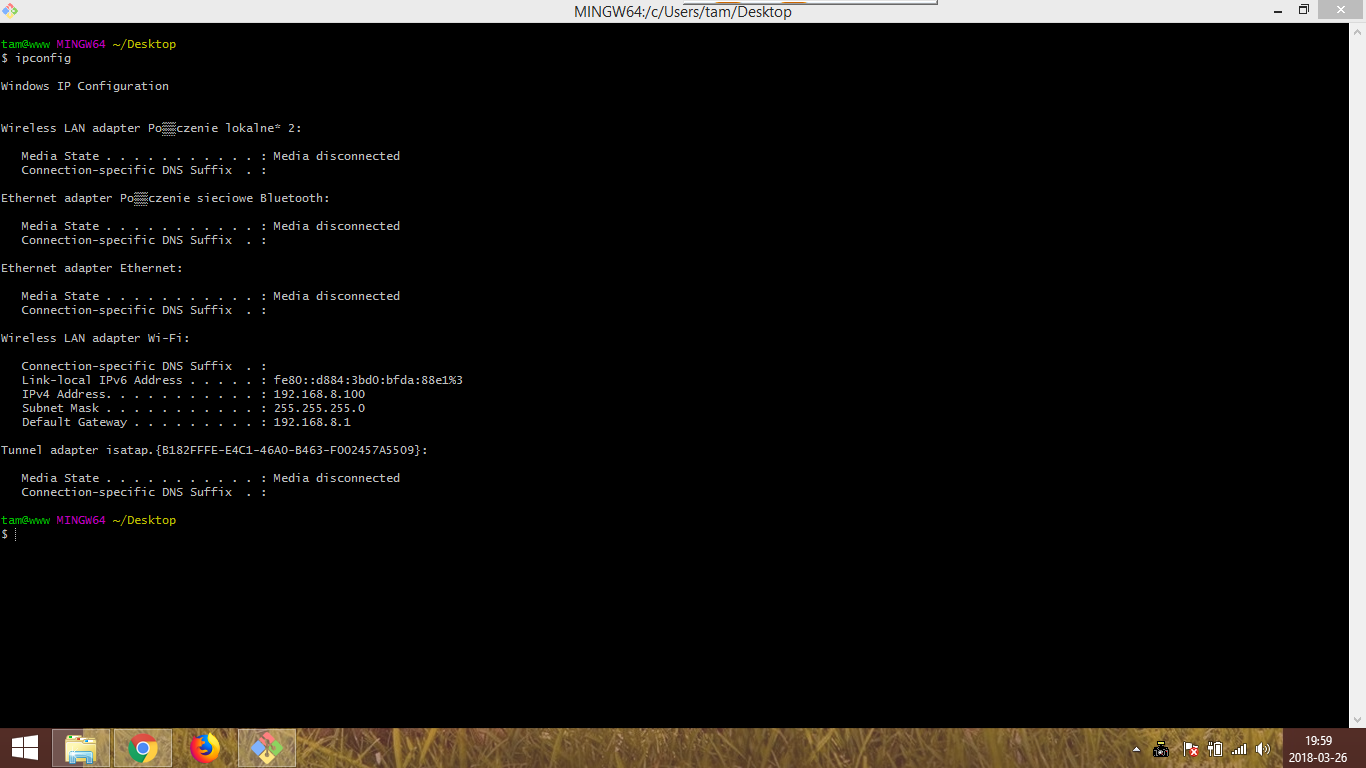 MINGW64:/c/Users/tam/Desktop
tam@www MINGW64 ~/Desktop
$ ipconfig
Windows IP Configuration
Wireless LAN adapter Po▒▒czenie lokalne* 2:
Media State . . . . . . . . . . . : Media disconnected
Connection-specific DNS Suffix  . :
Ethernet adapter Po▒▒czenie sieciowe Bluetooth:
Media State . . . . . . . . . . . : Media disconnected
Connection-specific DNS Suffix  . :
Ethernet adapter Ethernet:
Media State . . . . . . . . . . . : Media disconnected
Connection-specific DNS Suffix  . :
Wireless LAN adapter Wi-Fi:
Connection-specific DNS Suffix  . :
Link-local IPv6 Address . . . . . : fe80::d884:3bd0:bfda:88e1%3
IPv4 Address. . . . . . . . . . . : 192.168.8.100
Subnet Mask . . . . . . . . . . . : 255.255.255.0
Default Gateway . . . . . . . . . : 192.168.8.1
Tunnel adapter isatap.{B182FFFE-E4C1-46A0-B463-F002457A5509}:
Media State . . . . . . . . . . . : Media disconnected
Connection-specific DNS Suffix  . :
tam@www MINGW64 ~/Desktop
$
19:59
2018-03-26